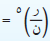 = ٥(ر/ن)